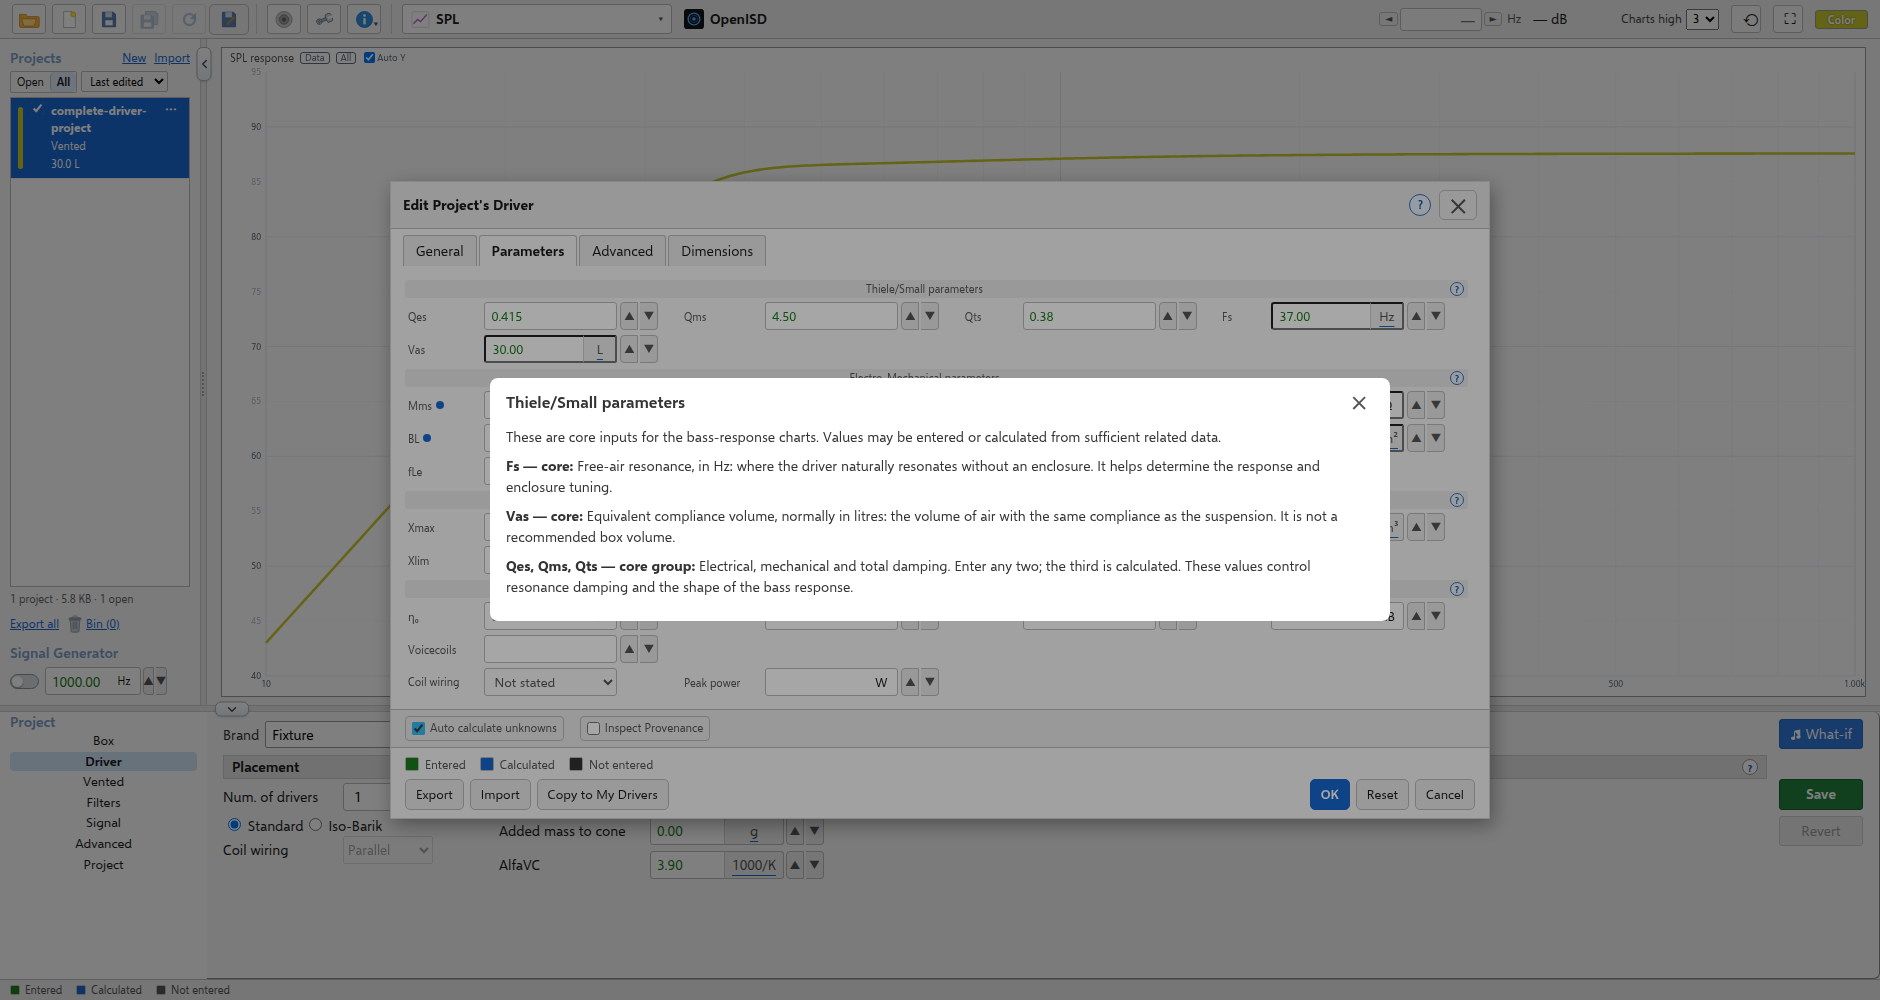 SPL
OpenISD
—
Hz
— dB
Charts high
3
Color
Projects
New
Import
Open
All
Last edited
complete-driver-project
Vented
30.0 L
1 project · 5.8 KB · 1 open
Export all
Bin (0)
Signal Generator
1000.00 Hz
SPL response
Data
All
Auto Y
95
90
85
80
75
70
65
60
55
50
45
40
10
500
1.00k
Edit Project's Driver
?
General
Parameters
Advanced
Dimensions
Thiele/Small parameters
?
Qes
0.415
Qms
4.50
Qts
0.38
Fs
37.00
Hz
Vas
30.00
L
?
Mms
BL
fLe
?
Xmax
Xlim
?
ηₒ
Voicecoils
Coil wiring
Not stated
Peak power
W
Thiele/Small parameters
These are core inputs for the bass-response charts. Values may be entered or calculated from sufficient related data.
Fs — core: Free-air resonance, in Hz: where the driver naturally resonates without an enclosure. It helps determine the response and
enclosure tuning.
Vas — core: Equivalent compliance volume, normally in litres: the volume of air with the same compliance as the suspension. It is not a
recommended box volume.
Qes, Qms, Qts — core group: Electrical, mechanical and total damping. Enter any two; the third is calculated. These values control
resonance damping and the shape of the bass response.
Auto calculate unknowns
Inspect Provenance
Entered
Calculated
Not entered
Export
Import
Copy to My Drivers
OK
Reset
Cancel
Project
Box
Driver
Vented
Filters
Signal
Advanced
Project
Brand
Fixture
Placement
?
Num. of drivers
1
Standard
Iso-Barik
Coil wiring
Parallel
Added mass to cone
0.00
g
AlfaVC
3.90
1000/K
What-if
Save
Revert
Entered
Calculated
Not entered